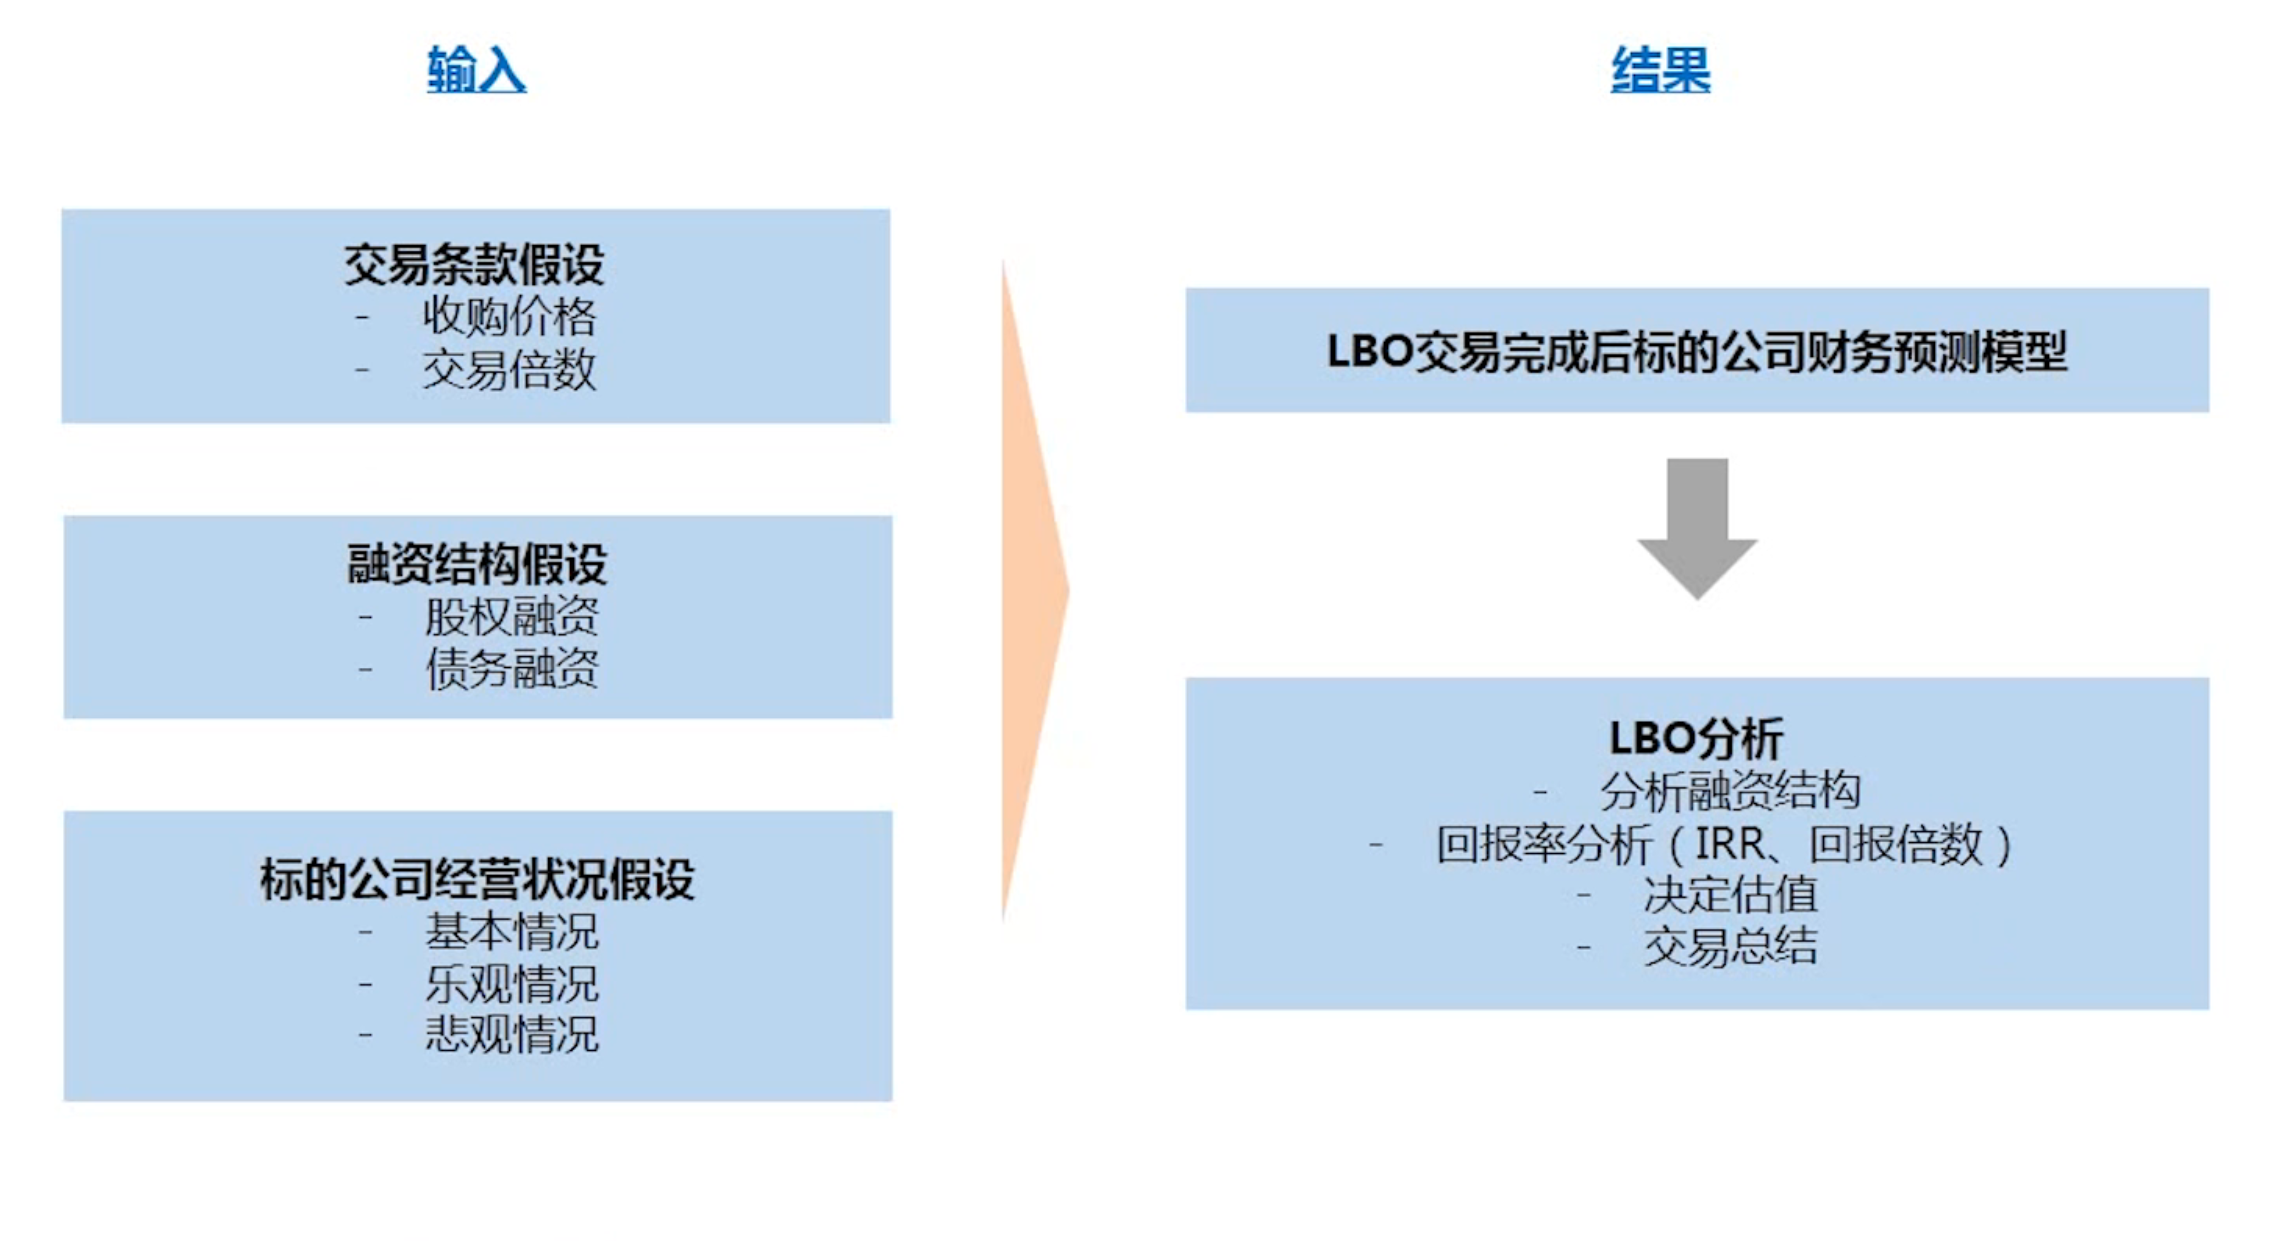 输入
交易条款假设
- 收购价格
- 交易倍数
融资结构假设
- 股权融资
- 债务融资
标的公司经营状况假设
- 基本情况
- 乐观情况
- 悲观情况
结果
LBO交易完成后标的公司财务预测模型
LBO分析
- 分析融资结构
- 回报率分析（IRR、回报倍数）
- 决定估值
- 交易总结